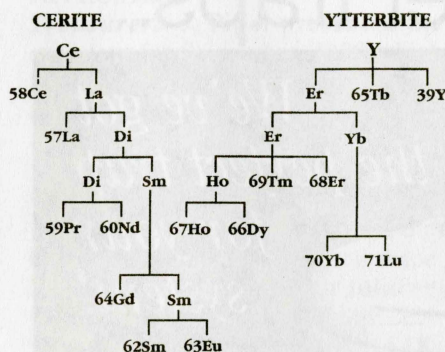 CERITE YTTERBITE
Ce Y
58Ce La Er 65Tb 39Y
57La Di Er Yb
Di Sm Ho 69Tm 68Er
59Pr 60Nd 67Ho 66Dy
70Yb 71Lu
64Gd Sm
62Sm 63Eu